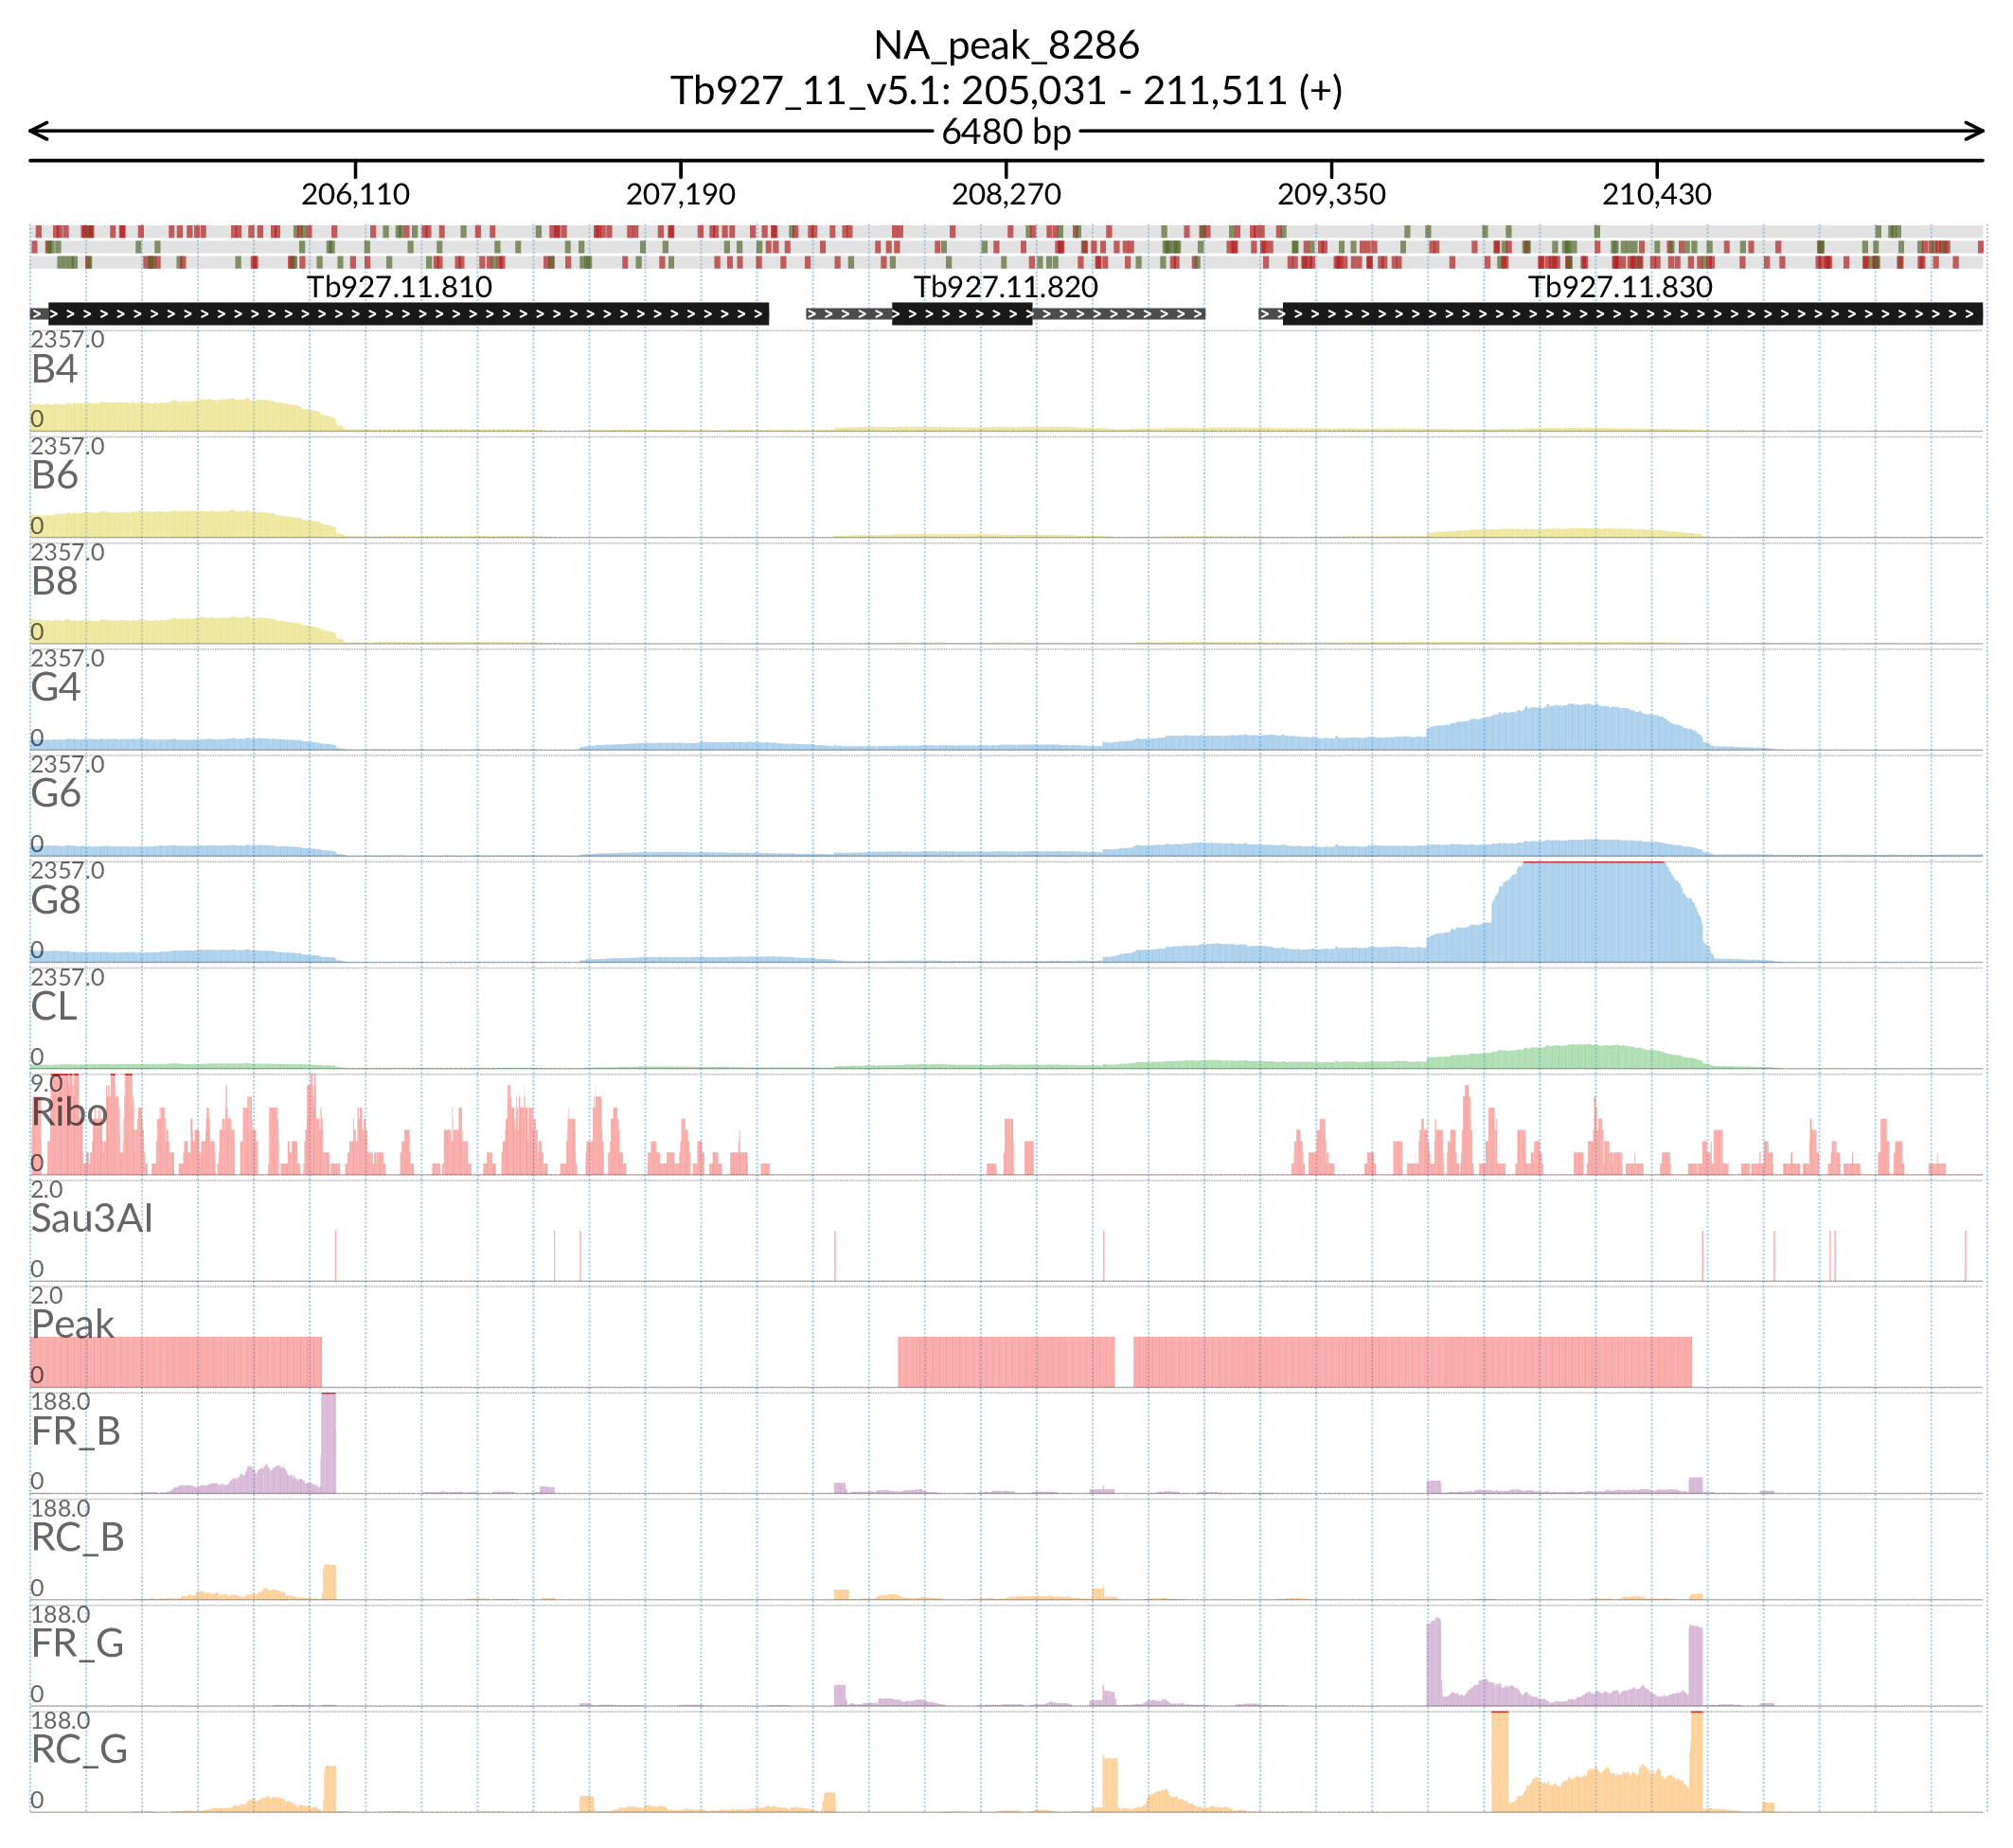 NA_peak_8286
Tb927_11_v5.1: 205,031 - 211,511 (+)
6480 bp
206,110 207,190 208,270 209,350 210,430
Tb927.11.810 Tb927.11.820 Tb927.11.830
2357.0
B4
0
2357.0
B6
0
2357.0
B8
0
2357.0
G4
0
2357.0
G6
0
2357.0
G8
0
2357.0
CL
0
9.0
Ribo
0
2.0
Sau3AI
0
2.0
Peak
0
188.0
FR_B
0
188.0
RC_B
0
188.0
FR_G
0
188.0
RC_G
0